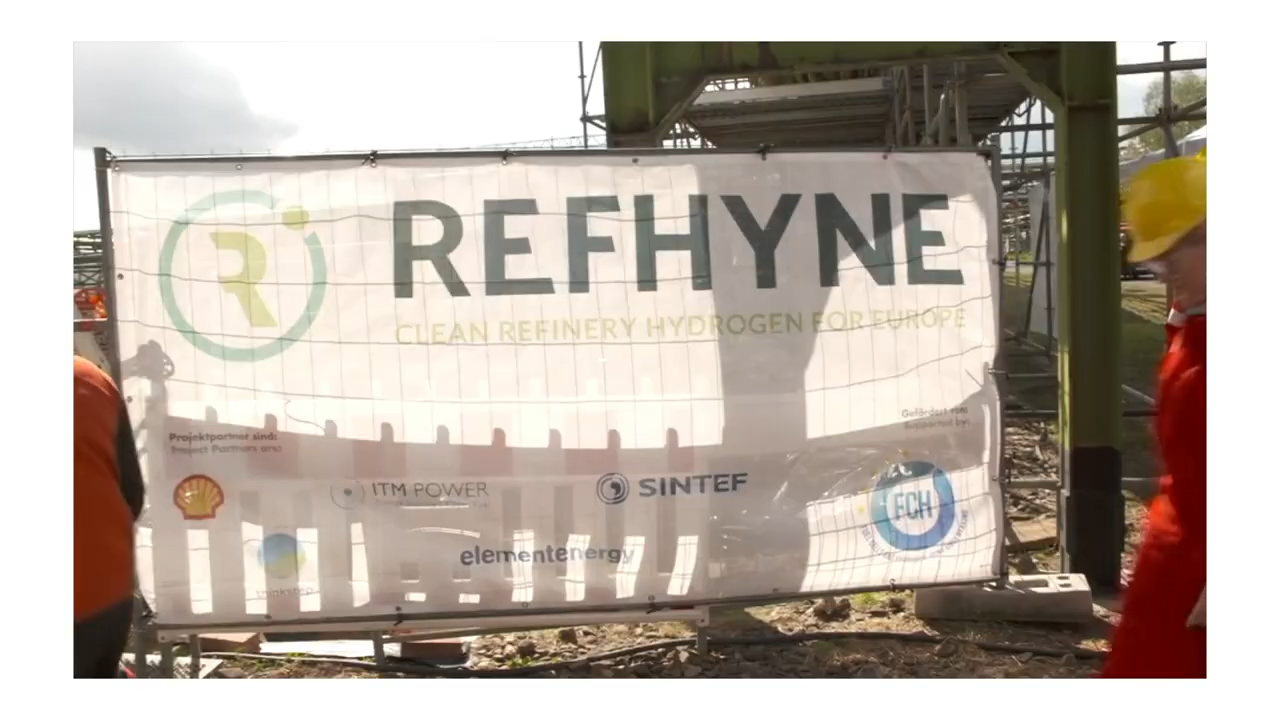 R
REFHYNE
CLEAN REFINERY HYDROGEN FOR EUROPE
Gefördert von:
Supported by:
Projektpartner sind:
Project Partners are:
ITM POWER
SINTEF
FCH
elementenergy
thinkstep